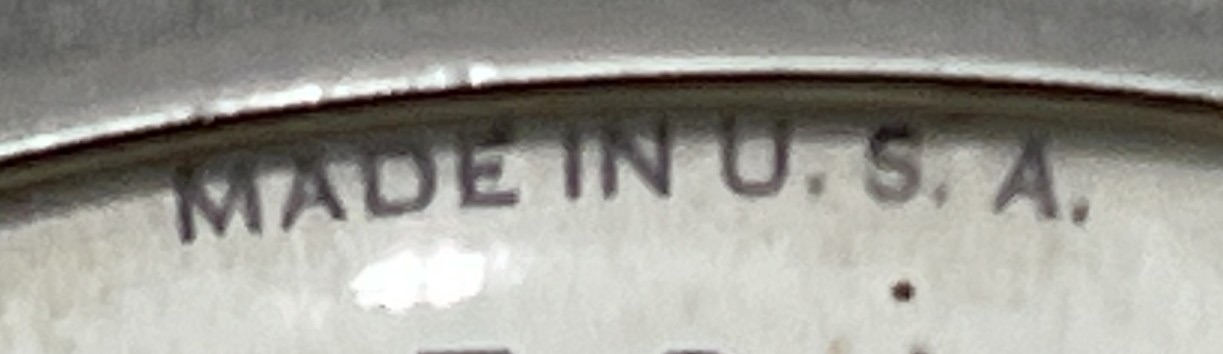 MADE IN U. S. A.